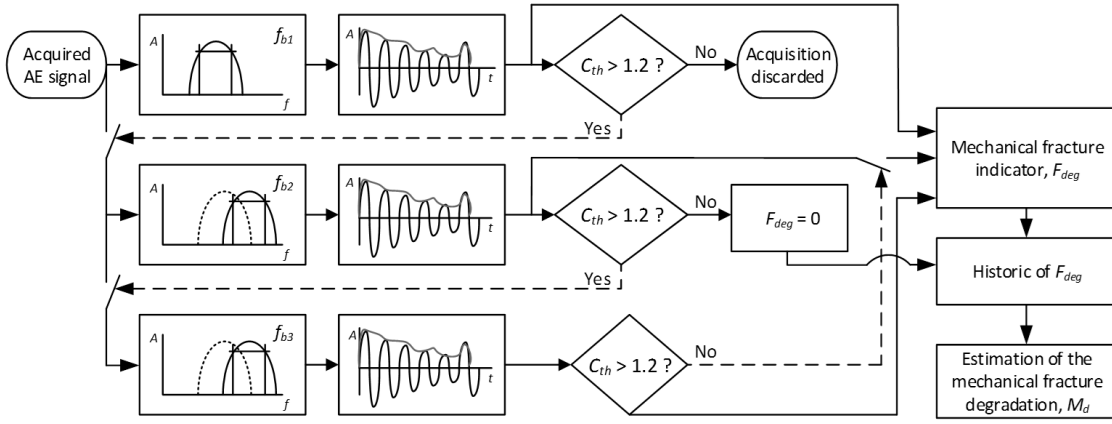 Acquired
AE signal
A
f_b1
f
A
t
C_th > 1.2 ?
No
Acquisition
discarded
Yes
A
f_b2
f
A
t
C_th > 1.2 ?
No
F_deg = 0
Yes
A
f_b3
f
A
t
C_th > 1.2 ?
No
Mechanical fracture
indicator, F_deg
Historic of F_deg
Estimation of the
mechanical fracture
degradation, M_d